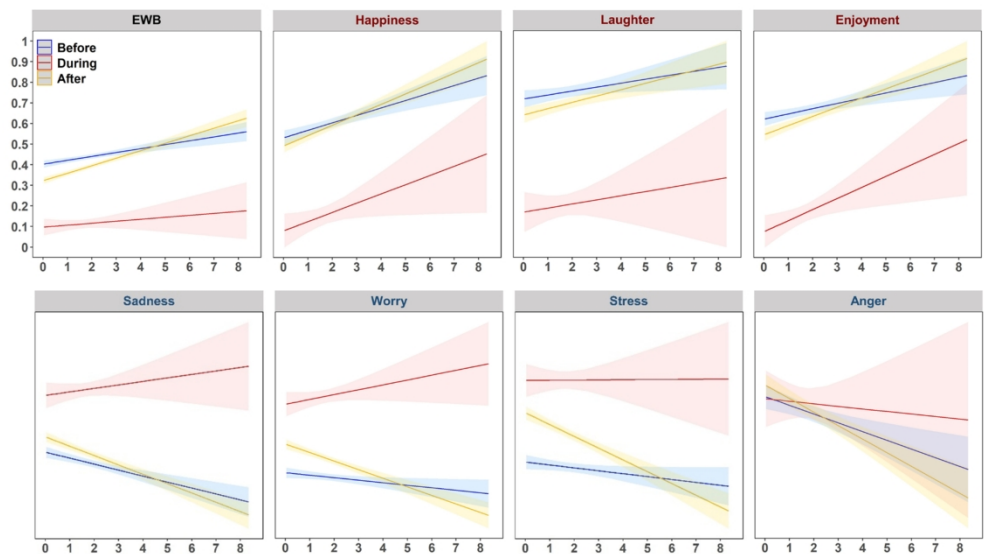 EWB Happiness Laughter Enjoyment
1
0.9
0.8
0.7
0.6
0.5
0.4
0.3
0.2
0.1
0
Before
During
After
0 1 2 3 4 5 6 7 8
0 1 2 3 4 5 6 7 8
0 1 2 3 4 5 6 7 8
0 1 2 3 4 5 6 7 8
Sadness Worry Stress Anger
0 1 2 3 4 5 6 7 8
0 1 2 3 4 5 6 7 8
0 1 2 3 4 5 6 7 8
0 1 2 3 4 5 6 7 8